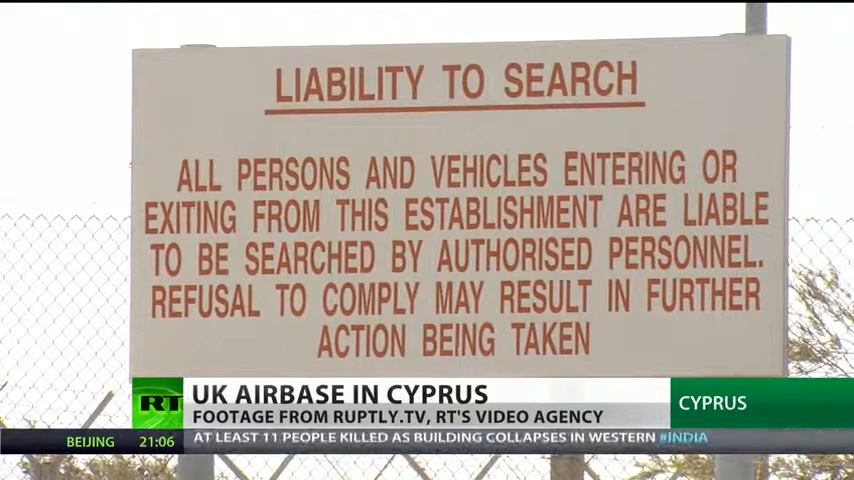 LIABILITY TO SEARCH
ALL PERSONS AND VEHICLES ENTERING OR
EXITING FROM THIS ESTABLISHMENT ARE LIABLE
TO BE SEARCHED BY AUTHORISED PERSONNEL.
REFUSAL TO COMPLY MAY RESULT IN FURTHER
ACTION BEING TAKEN
RT UK AIRBASE IN CYPRUS
FOOTAGE FROM RUPTLY.TV, RT'S VIDEO AGENCY
CYPRUS
BEIJING 21:06 AT LEAST 11 PEOPLE KILLED AS BUILDING COLLAPSES IN WESTERN #INDIA